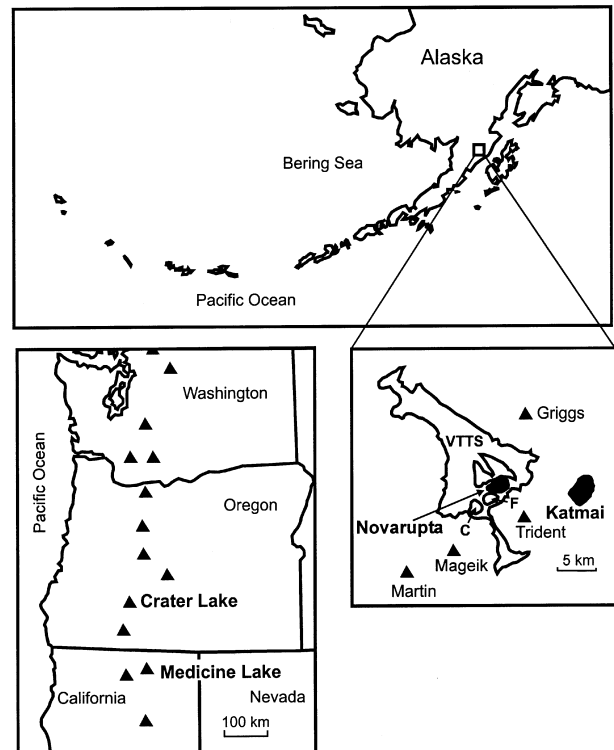 Alaska
Bering Sea
Pacific Ocean
Washington
Pacific Ocean
Oregon
Crater Lake
Medicine Lake
California
Nevada
100 km
Griggs
VTTS
F
Katmai
Novarupta
C
Trident
Mageik
5 km
Martin